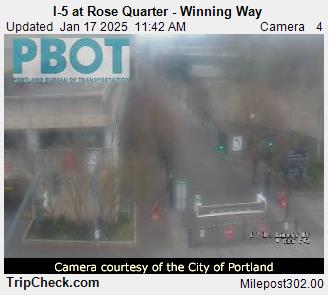 I-5 at Rose Quarter - Winning Way
Updated  Jan 17 2025  11:42 AM
Camera  4
PBOT
PORTLAND BUREAU OF TRANSPORTATION
Camera courtesy of the City of Portland
TripCheck.com
Milepost302.00